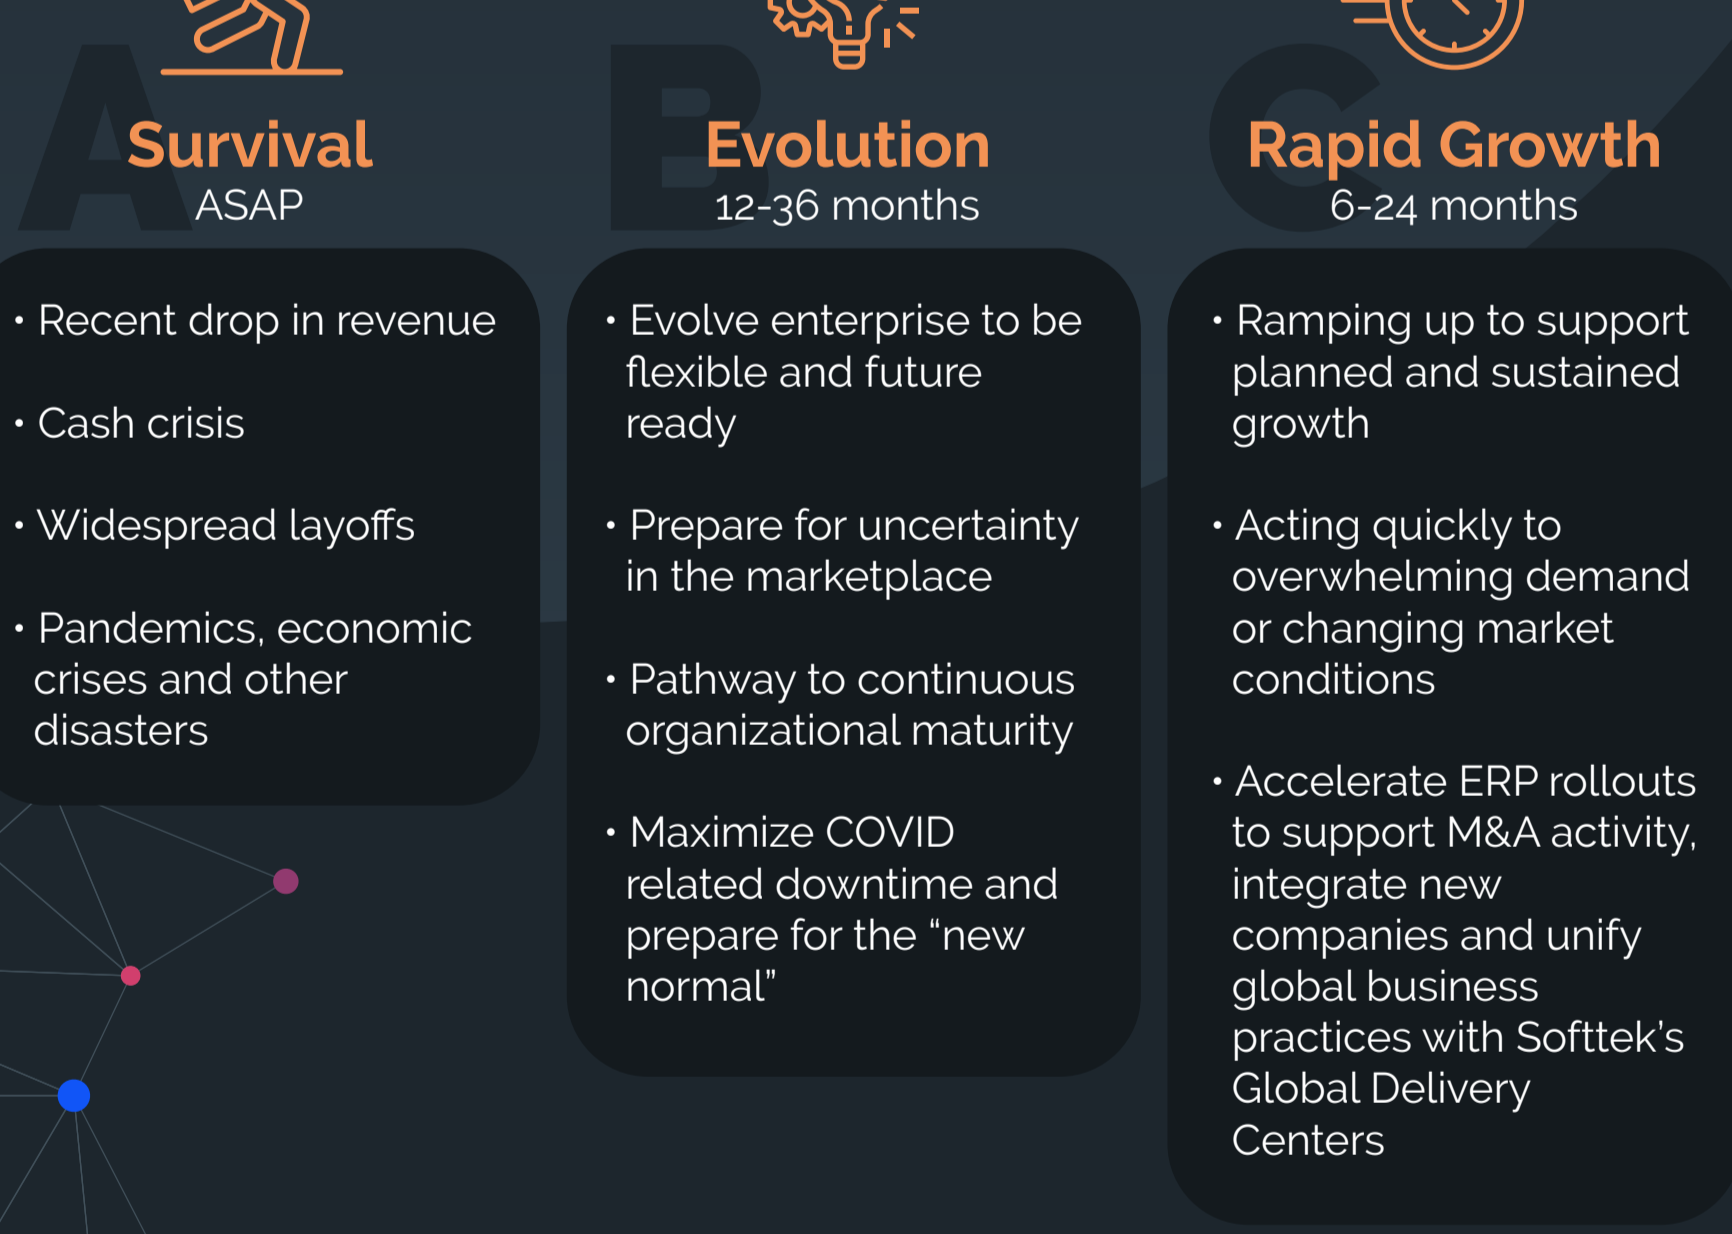 A
Survival
ASAP
• Recent drop in revenue
• Cash crisis
• Widespread layoffs
• Pandemics, economic
crises and other
disasters
B
Evolution
12-36 months
• Evolve enterprise to be
flexible and future
ready
• Prepare for uncertainty
in the marketplace
• Pathway to continuous
organizational maturity
• Maximize COVID
related downtime and
prepare for the “new
normal”
C
Rapid Growth
6-24 months
• Ramping up to support
planned and sustained
growth
• Acting quickly to
overwhelming demand
or changing market
conditions
• Accelerate ERP rollouts
to support M&A activity,
integrate new
companies and unify
global business
practices with Softtek’s
Global Delivery
Centers